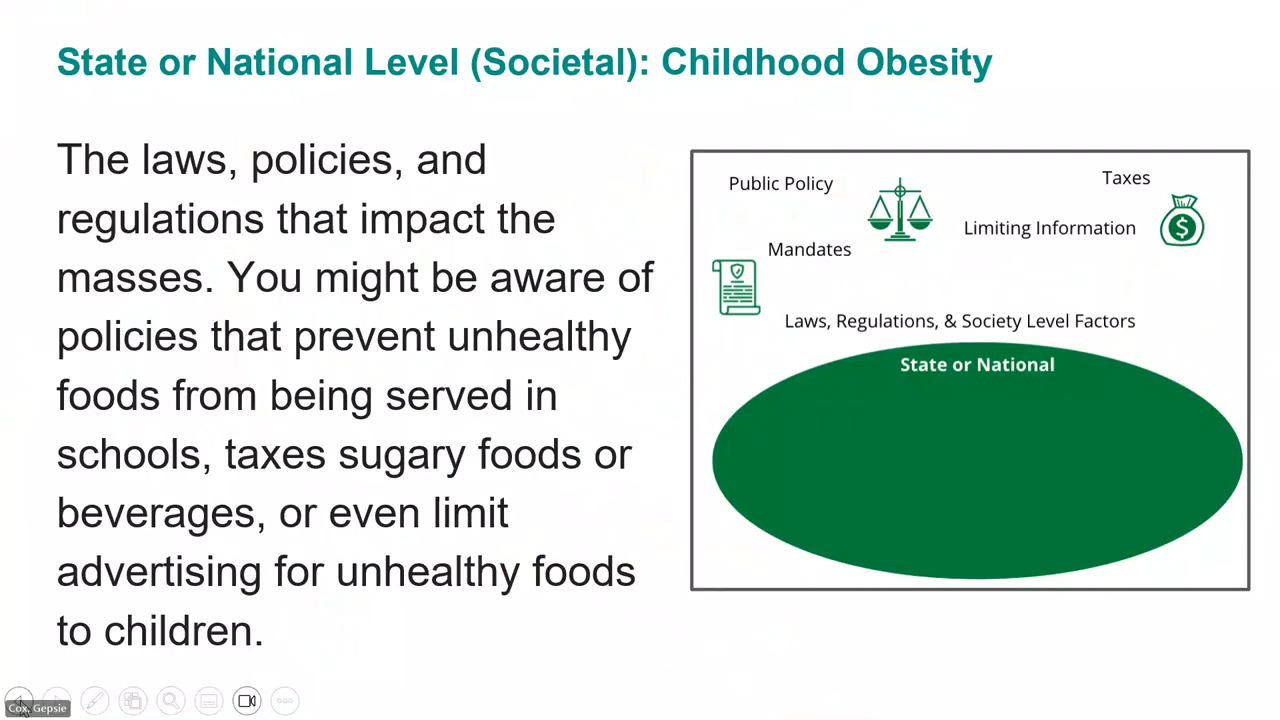 State or National Level (Societal): Childhood Obesity
The laws, policies, and
regulations that impact the
masses. You might be aware of
policies that prevent unhealthy
foods from being served in
schools, taxes sugary foods or
beverages, or even limit
advertising for unhealthy foods
to children.
Public Policy
Taxes
Limiting Information
$
Mandates
Laws, Regulations, & Society Level Factors
State or National
Cox, Gepsie